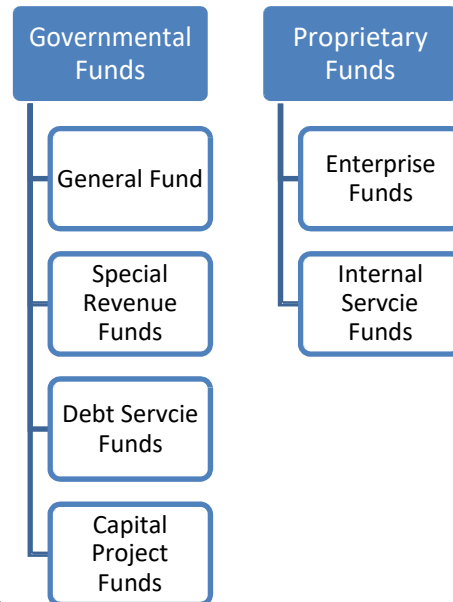 Governmental
Funds
General Fund
Special
Revenue
Funds
Debt Servcie
Funds
Capital
Project
Funds
Proprietary
Funds
Enterprise
Funds
Internal
Servcie
Funds